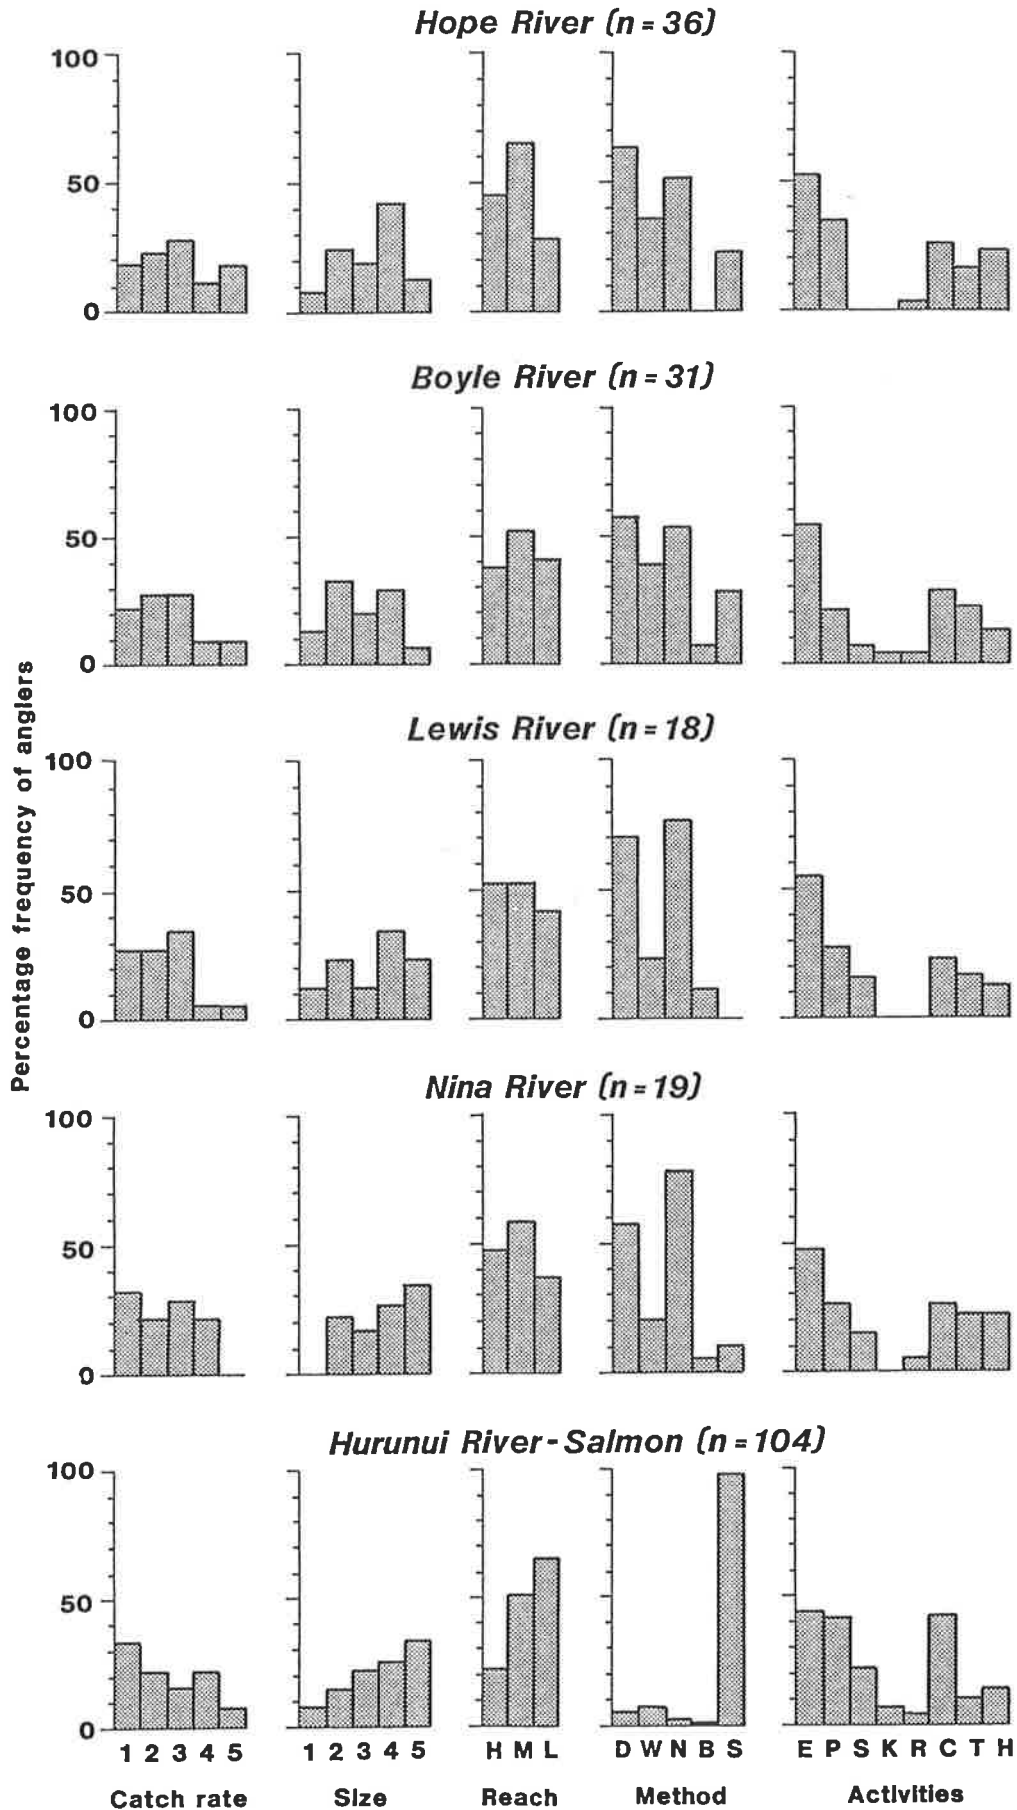 Hope River (n = 36)
100
50
0
Boyle River (n = 31)
100
50
0
Lewis River (n = 18)
100
50
0
Nina River (n = 19)
100
50
0
Hurunui River - Salmon (n = 104)
100
50
0
Percentage frequency of anglers
1 2 3 4 5 1 2 3 4 5 H M L D W N B S E P S K R C T H
Catch rate Size Reach Method Activities